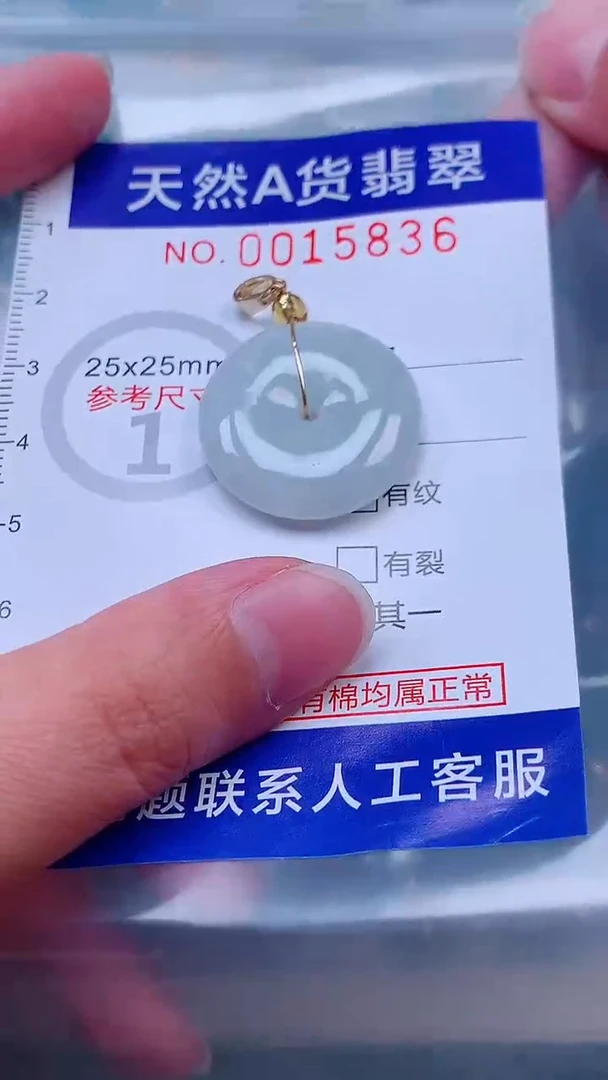 天然A货翡翠
NO.0015836
1
2
3
25x25mm
参考尺寸
1
4
有纹
5
有裂
其一
6
有棉均属正常
题联系人工客服